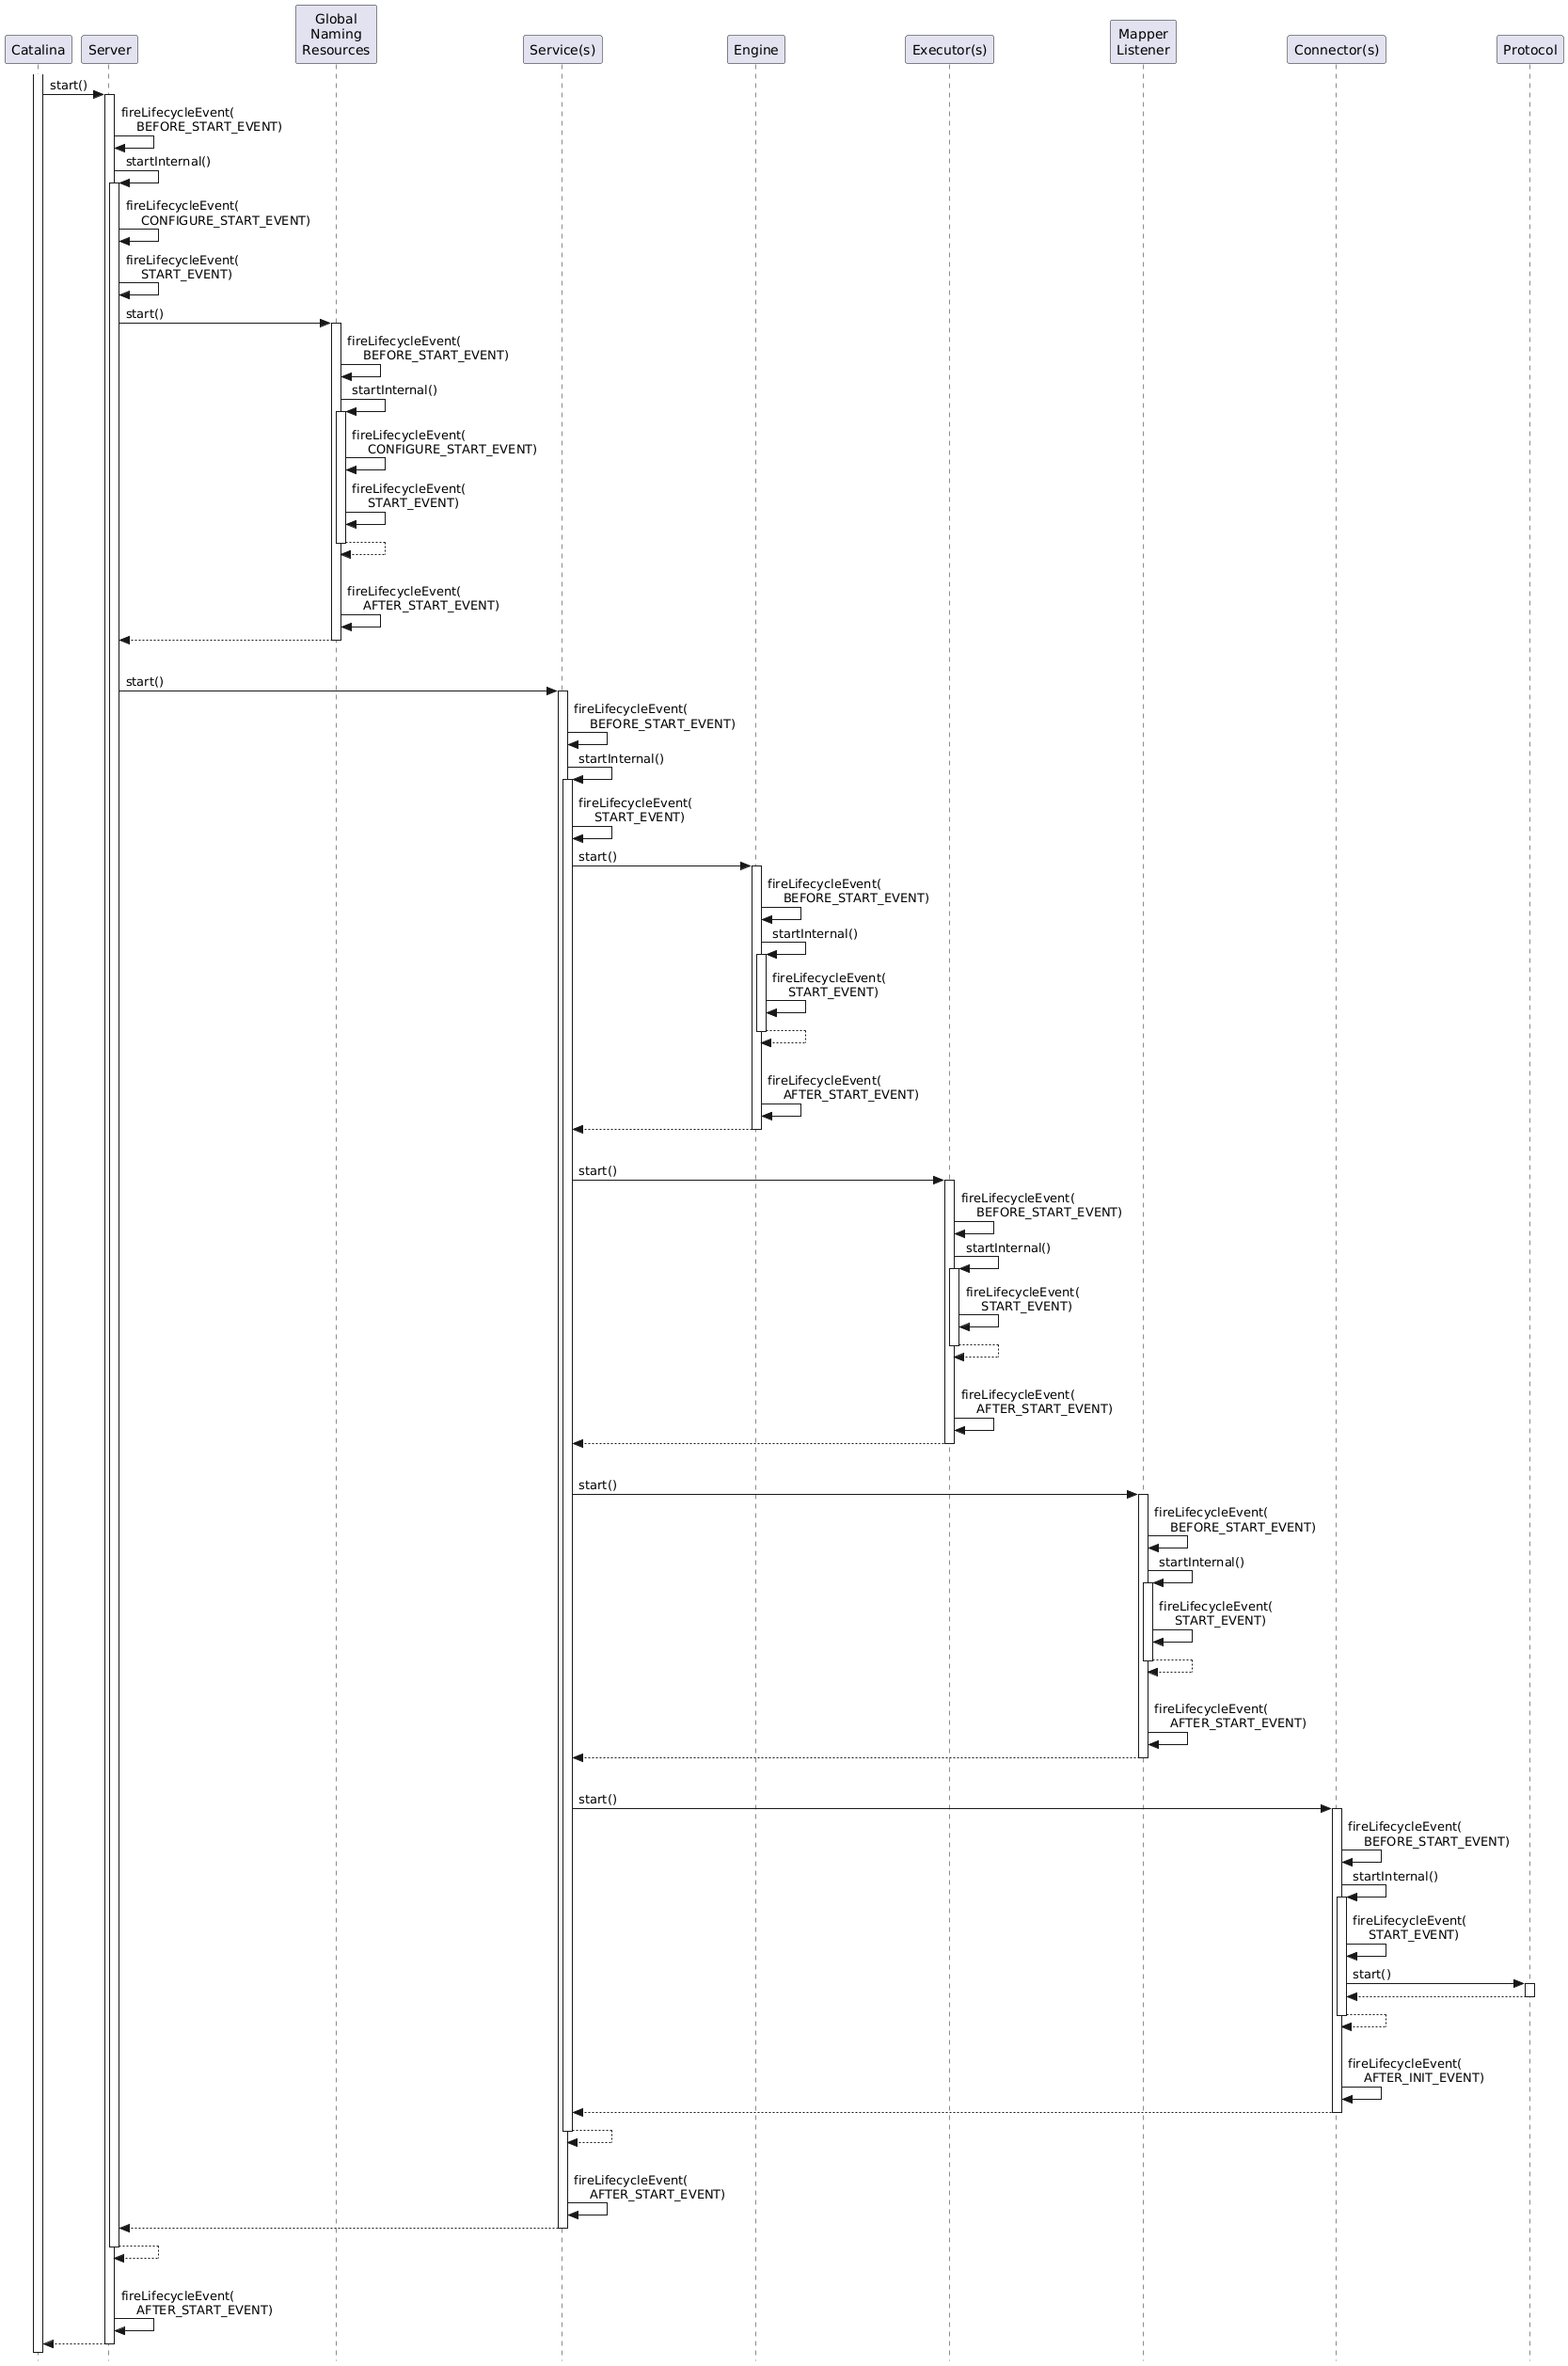 Catalina
Server
Global
Naming
Resources
Service(s)
Engine
Executor(s)
Mapper
Listener
Connector(s)
Protocol
start()
fireLifecycleEvent(
BEFORE_START_EVENT)
startInternal()
fireLifecycleEvent(
CONFIGURE_START_EVENT)
fireLifecycleEvent(
START_EVENT)
start()
fireLifecycleEvent(
BEFORE_START_EVENT)
startInternal()
fireLifecycleEvent(
CONFIGURE_START_EVENT)
fireLifecycleEvent(
START_EVENT)
fireLifecycleEvent(
AFTER_START_EVENT)
start()
fireLifecycleEvent(
BEFORE_START_EVENT)
startInternal()
fireLifecycleEvent(
START_EVENT)
start()
fireLifecycleEvent(
BEFORE_START_EVENT)
startInternal()
fireLifecycleEvent(
START_EVENT)
fireLifecycleEvent(
AFTER_START_EVENT)
start()
fireLifecycleEvent(
BEFORE_START_EVENT)
startInternal()
fireLifecycleEvent(
START_EVENT)
fireLifecycleEvent(
AFTER_START_EVENT)
start()
fireLifecycleEvent(
BEFORE_START_EVENT)
startInternal()
fireLifecycleEvent(
START_EVENT)
fireLifecycleEvent(
AFTER_START_EVENT)
start()
fireLifecycleEvent(
BEFORE_START_EVENT)
startInternal()
fireLifecycleEvent(
START_EVENT)
start()
fireLifecycleEvent(
AFTER_INIT_EVENT)
fireLifecycleEvent(
AFTER_START_EVENT)
fireLifecycleEvent(
AFTER_START_EVENT)